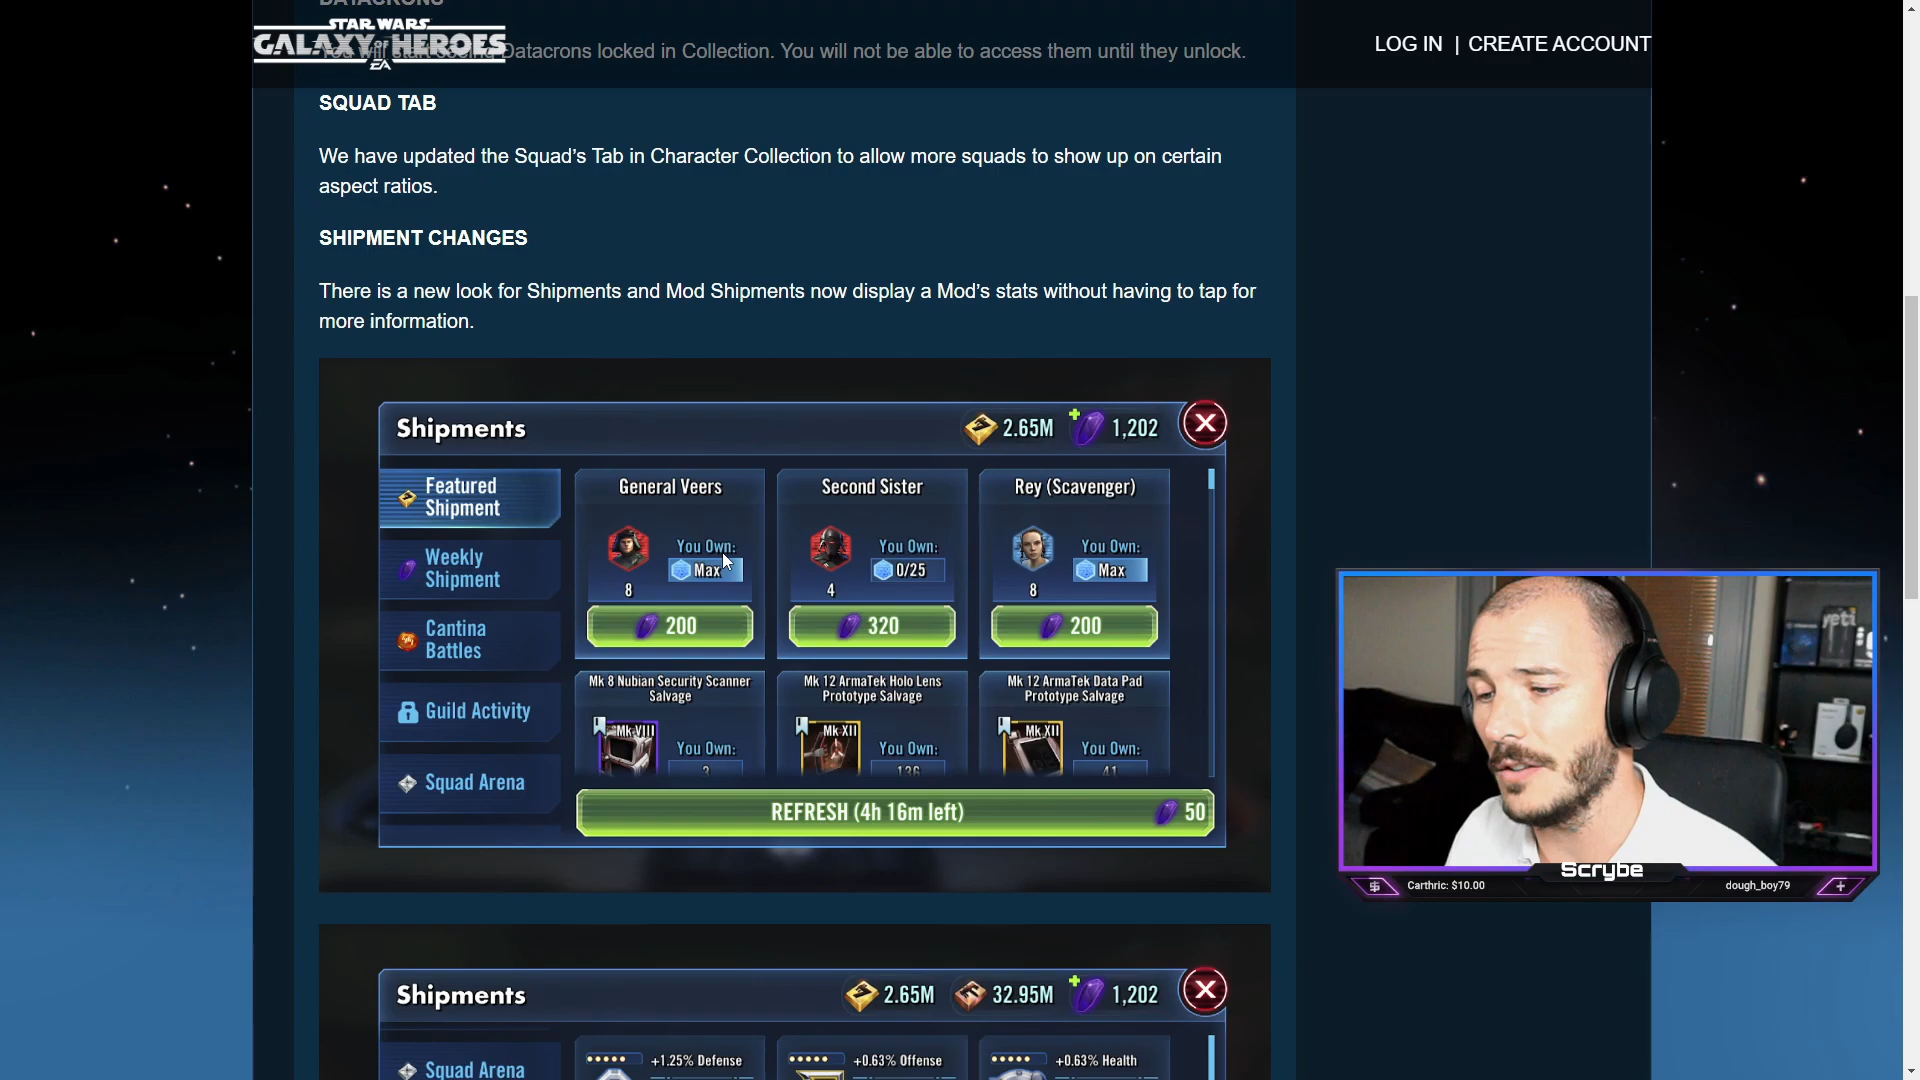 STAR WARS
GALAXY OF HEROES
EA
LOG IN | CREATE ACCOUNT
DATACRONS
You will start seeing Datacrons locked in Collection. You will not be able to access them until they unlock.
SQUAD TAB
We have updated the Squad's Tab in Character Collection to allow more squads to show up on certain
aspect ratios.
SHIPMENT CHANGES
There is a new look for Shipments and Mod Shipments now display a Mod's stats without having to tap for
more information.
Shipments
2.65M
1,202
Featured
Shipment
Weekly
Shipment
Cantina
Battles
Guild Activity
Squad Arena
General Veers
You Own:
Max
8
200
Second Sister
You Own:
0/25
4
320
Rey (Scavenger)
You Own:
Max
8
200
Mk 8 Nubian Security Scanner
Salvage
Mk VIII
You Own:
3
Mk 12 ArmaTek Holo Lens
Prototype Salvage
Mk XII
You Own:
136
Mk 12 ArmaTek Data Pad
Prototype Salvage
Mk XII
You Own:
41
REFRESH (4h 16m left)
50
yeti
Scrybe
Carthric: $10.00
dough_boy79
Shipments
2.65M
32.95M
1,202
Squad Arena
+1.25% Defense
+0.63% Offense
+0.63% Health